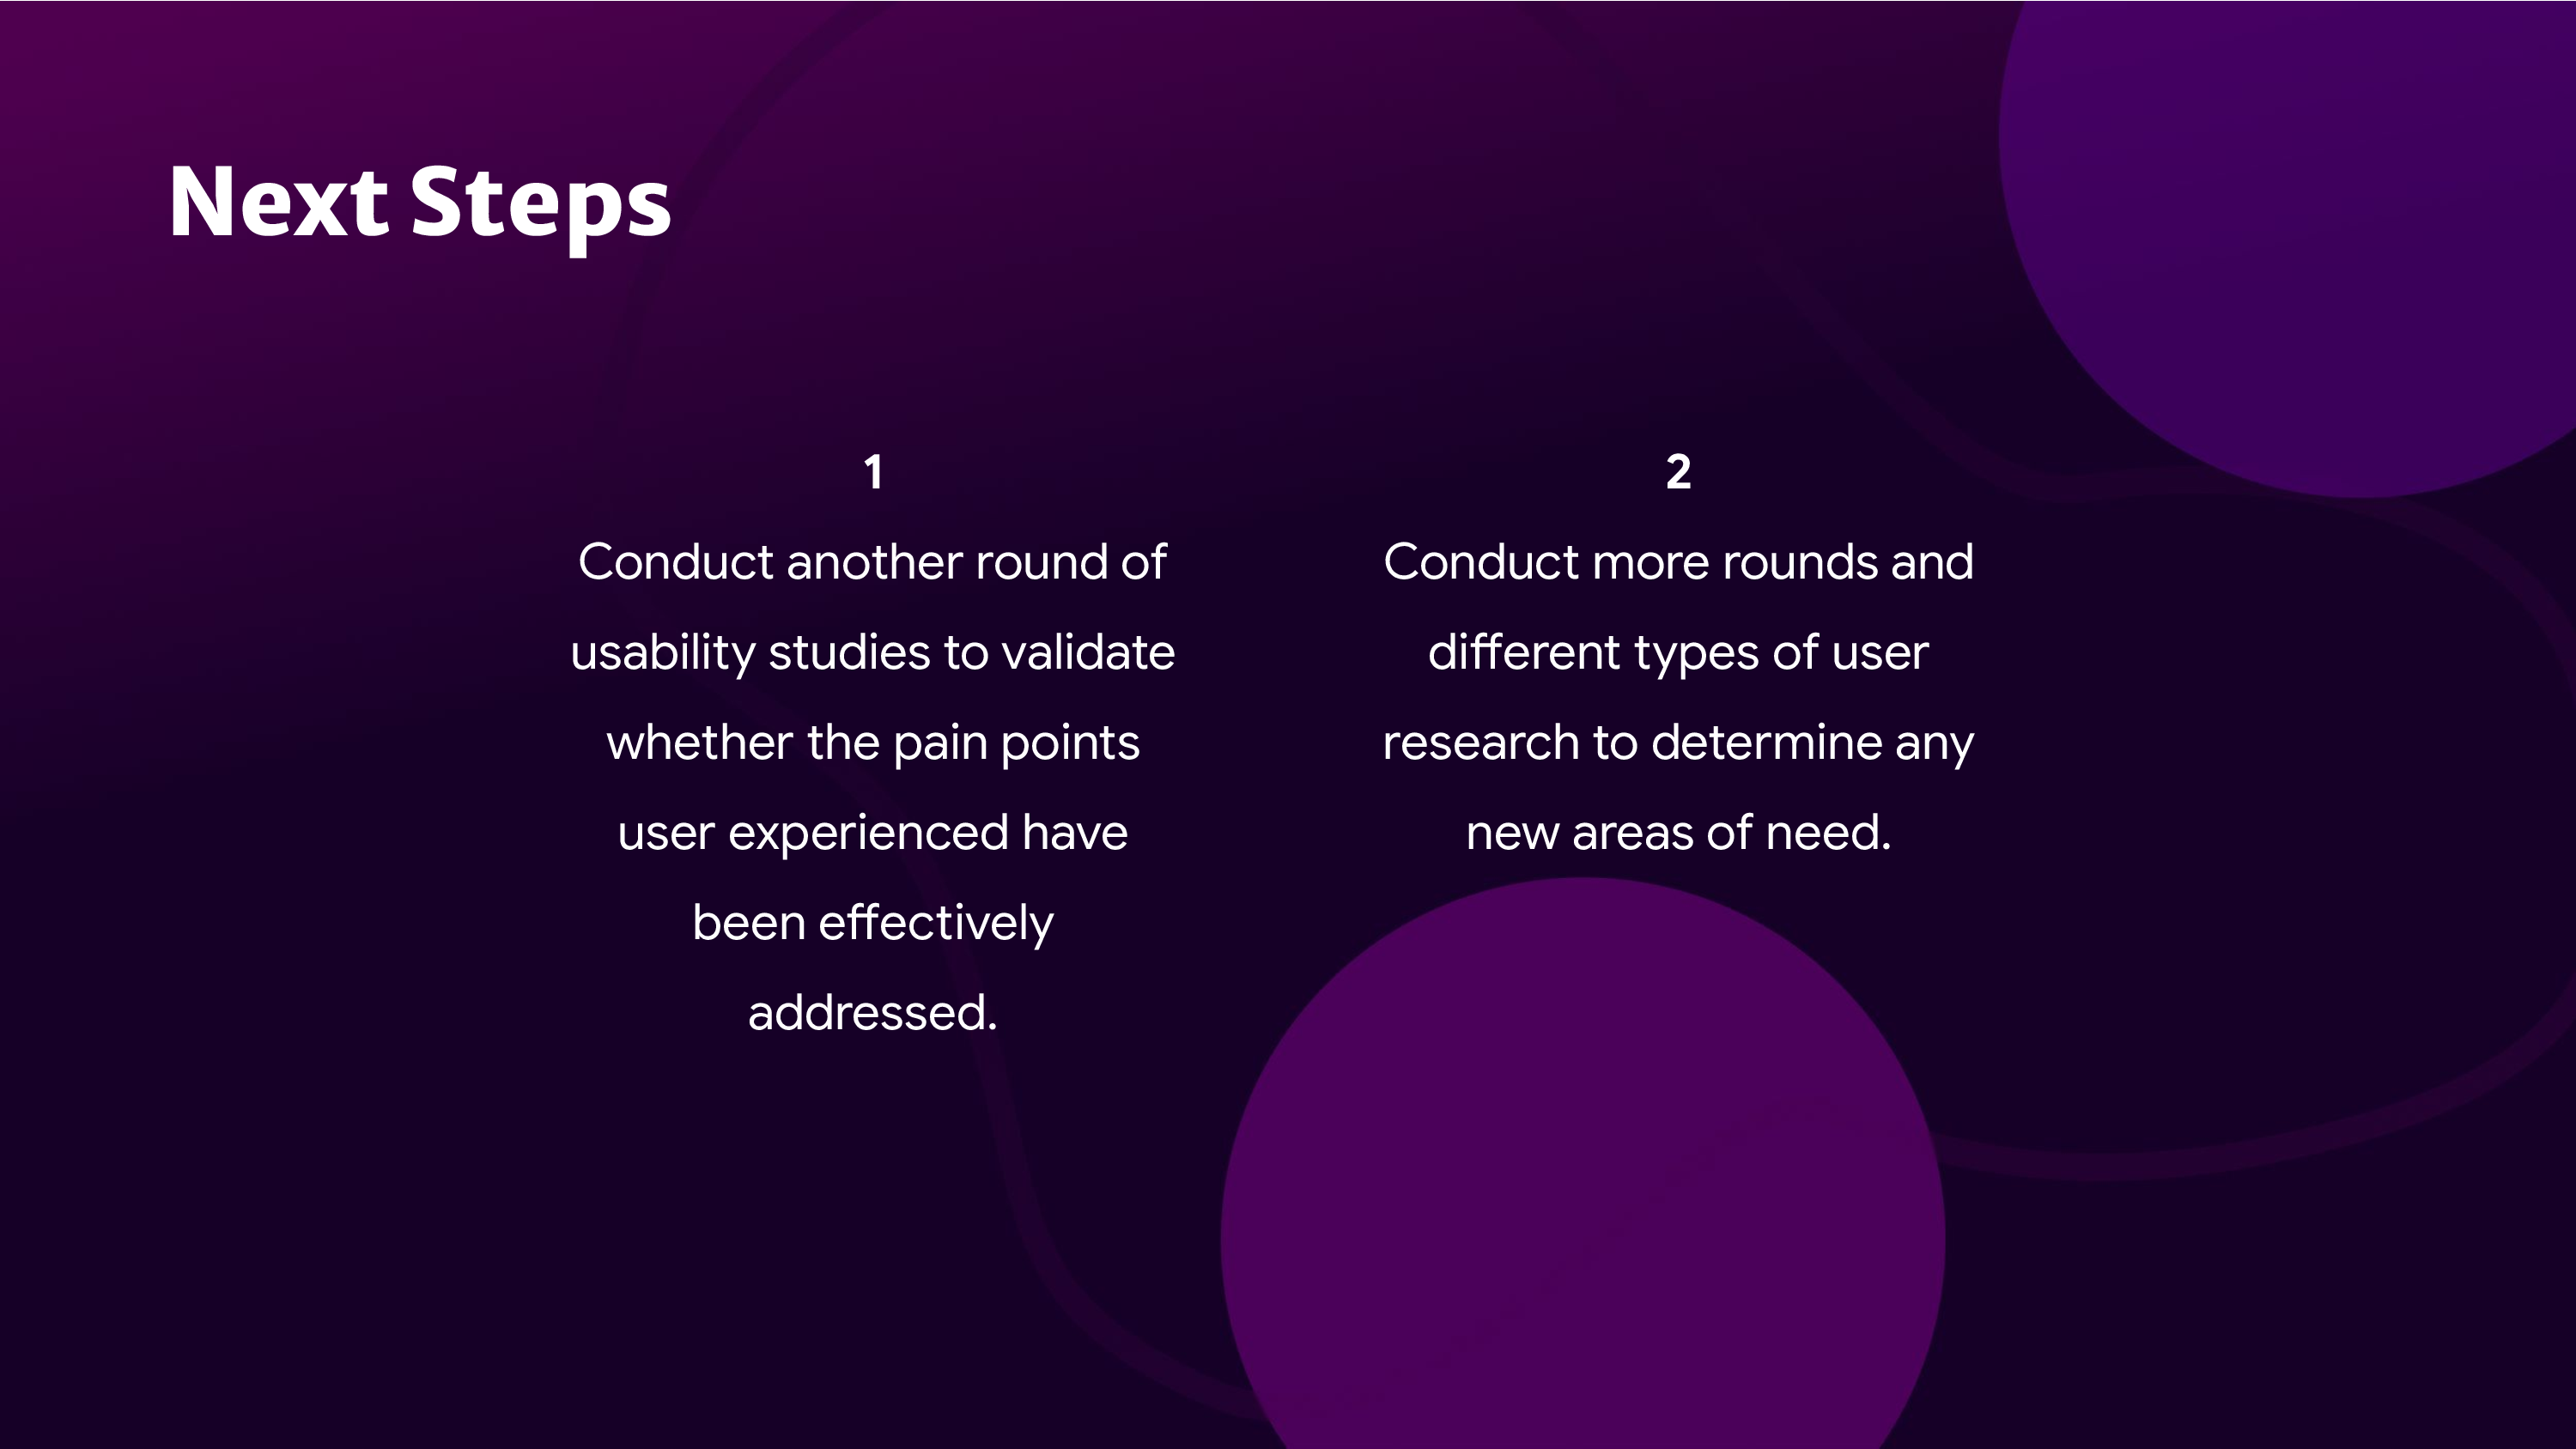 Next Steps
1
Conduct another round of
usability studies to validate
whether the pain points
user experienced have
been effectively
addressed.
2
Conduct more rounds and
different types of user
research to determine any
new areas of need.